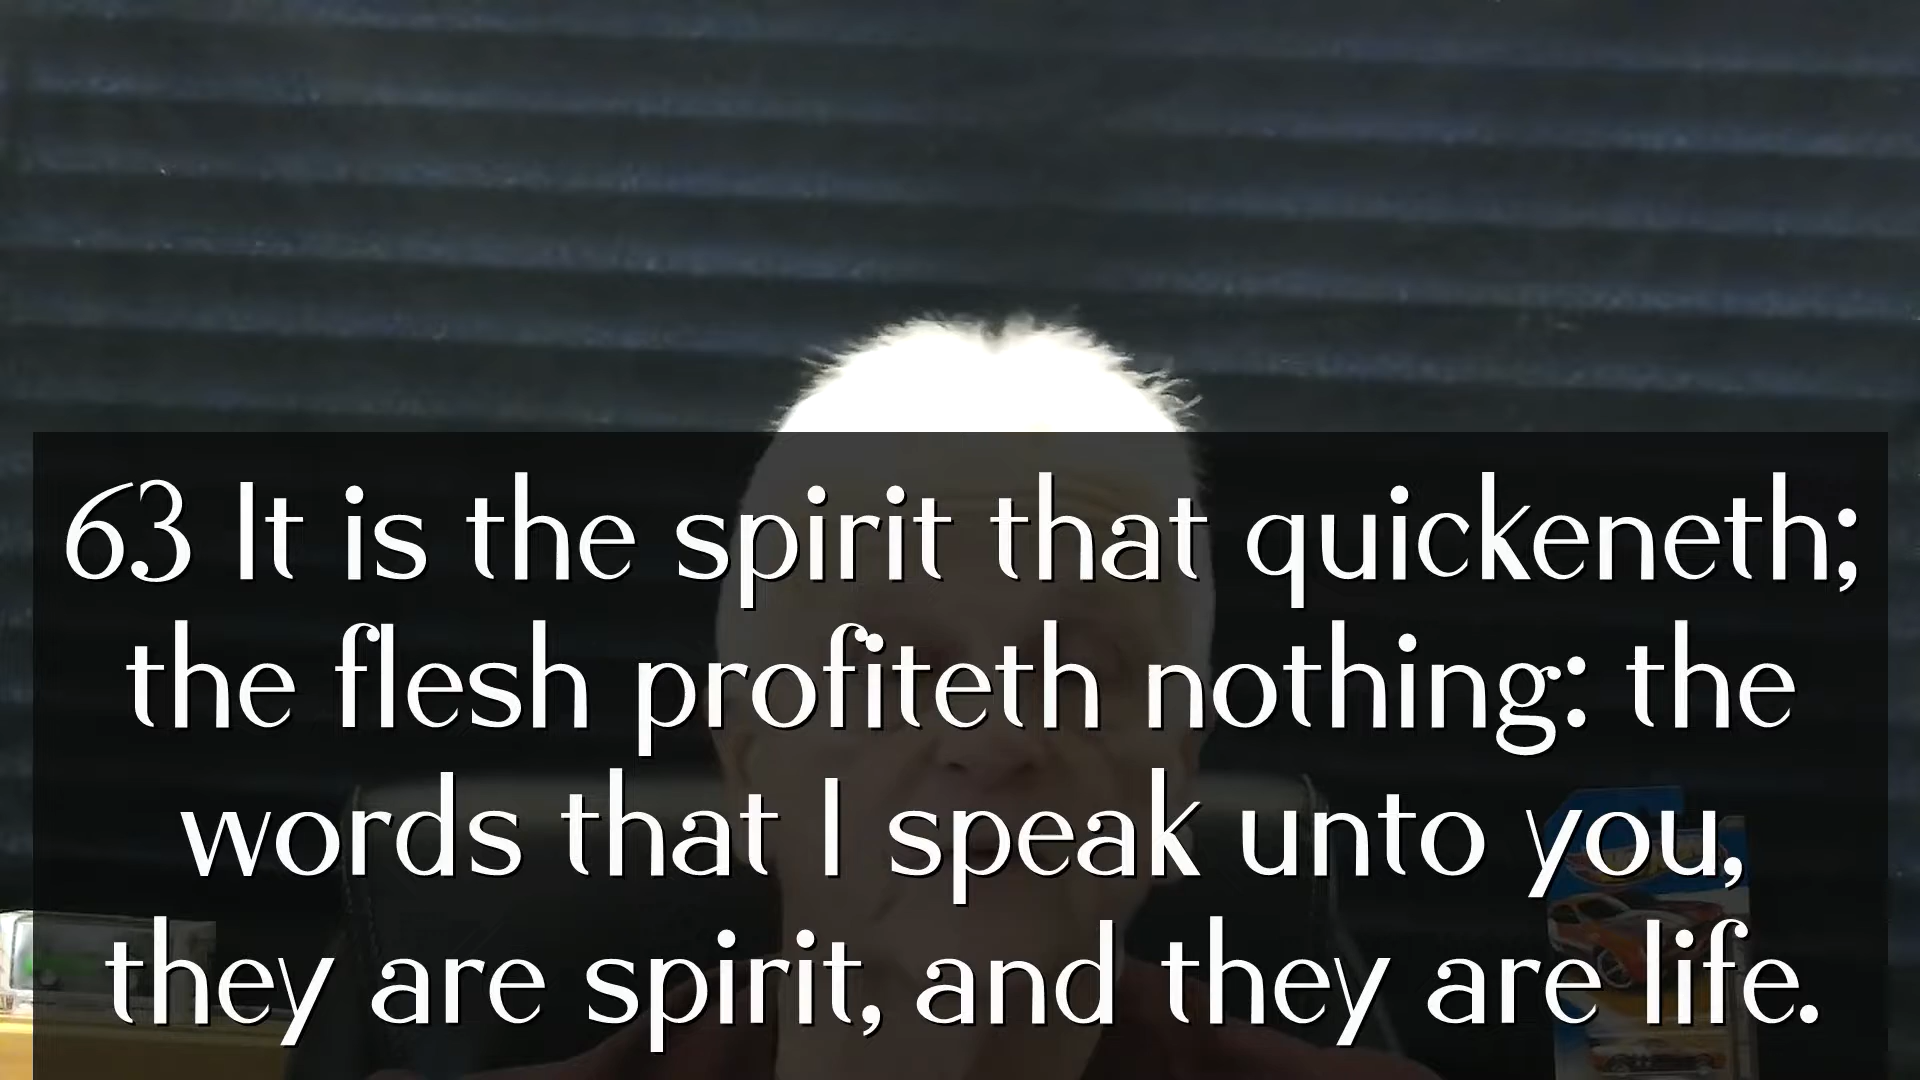 63 It is the spirit that quickeneth;
the flesh profiteth nothing: the
words that I speak unto you,
they are spirit, and they are life.